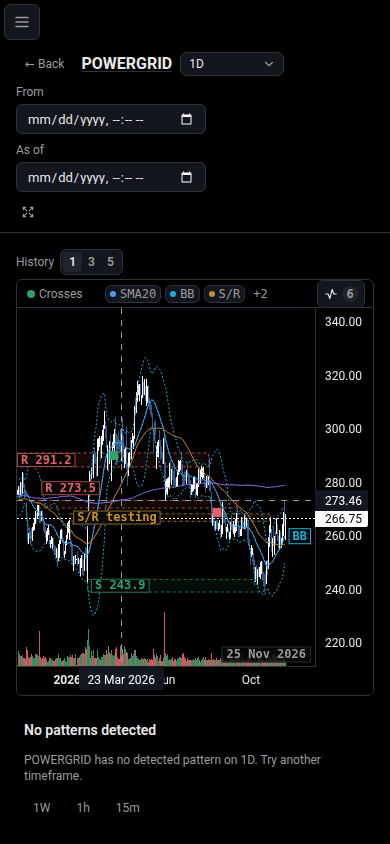 ← Back POWERGRID 1D
From
mm/dd/yyyy, --:-- --
As of
mm/dd/yyyy, --:-- --
History 1 3 5
Crosses SMA20 BB S/R +2 6
340.00
320.00
300.00
R 291.2
280.00
R 273.5
273.46
S/R testing
266.75
260.00
BB
S 243.9
240.00
220.00
25 Nov 2026
2026 23 Mar 2026 un Oct
No patterns detected
POWERGRID has no detected pattern on 1D. Try another
timeframe.
1W 1h 15m